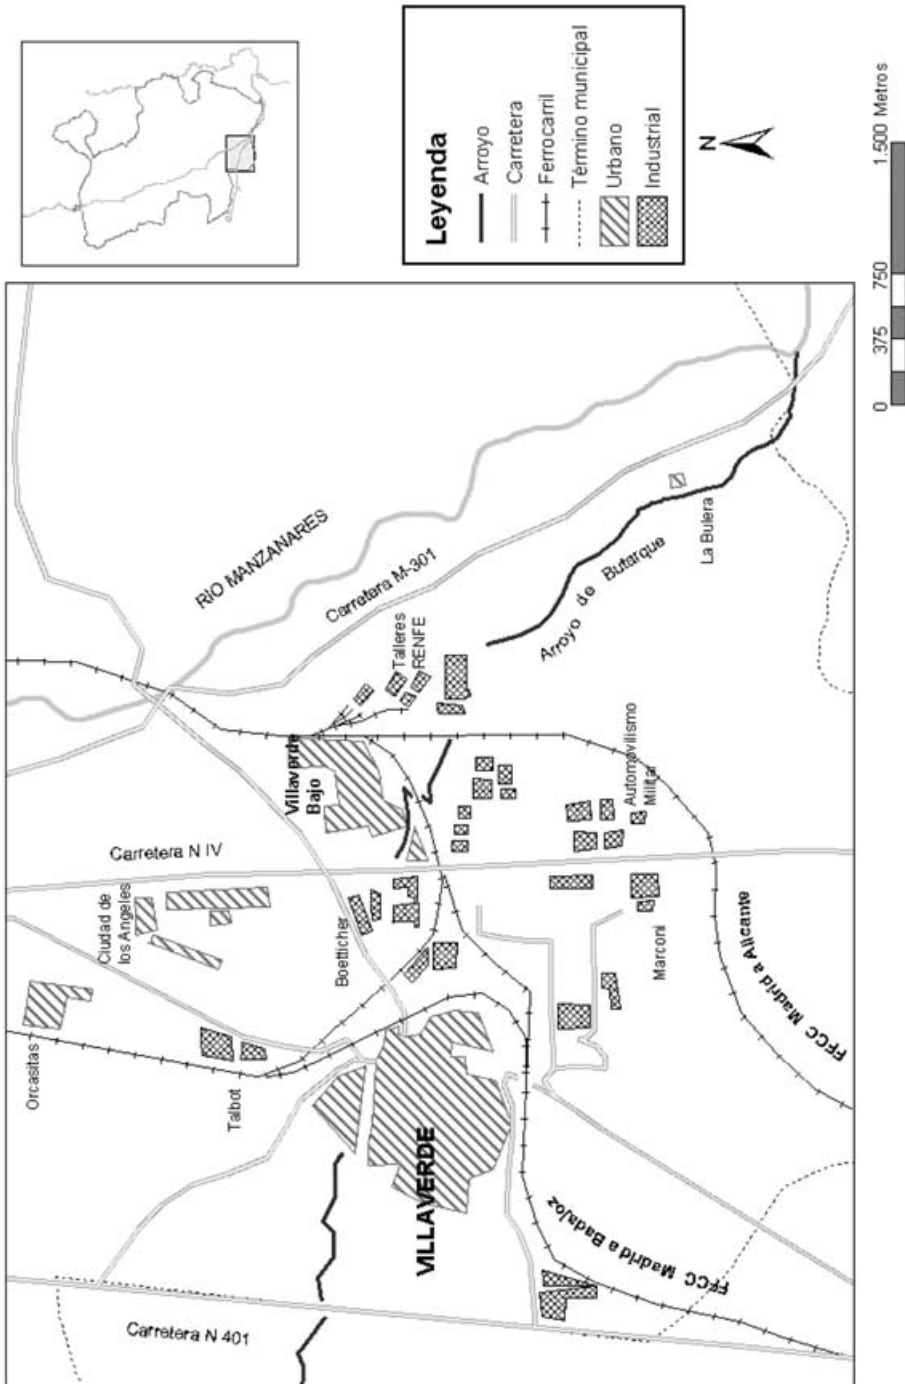 Leyenda
Arroyo
Carretera
Ferrocarril
Término municipal
Urbano
Industrial
N
0 375 750 1.500 Metros
RÍO MANZANARES
Carretera M-301
Arroyo de Butarque
La Bulera
Talleres
RENFE
Villaverde
Bajo
Automovilismo
Militar
Carretera N IV
Ciudad de
los Angeles
Boetticher
Marconi
FFCC Madrid a Alicante
Orcasitas
Talbot
VILLAVERDE
FFCC Madrid a Badajoz
Carretera N 401